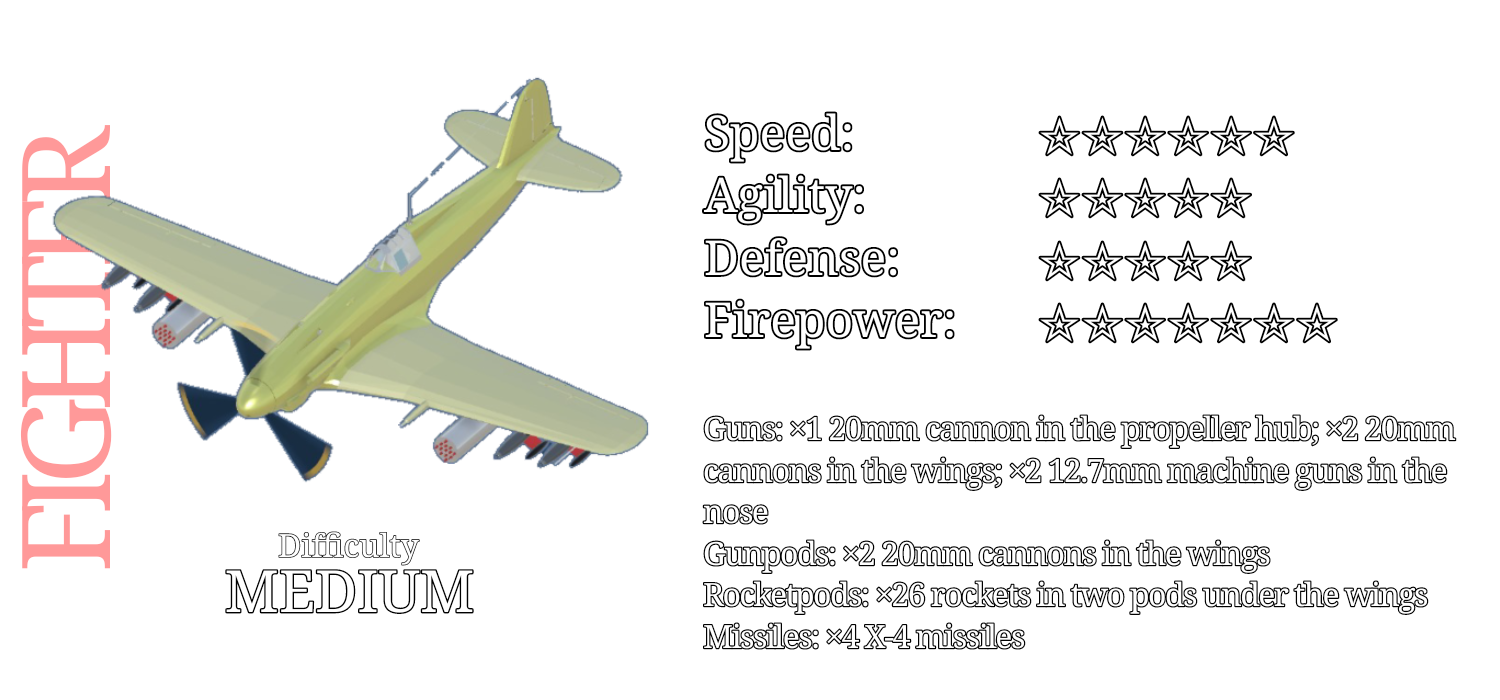 FIGHTER
Difficulty
MEDIUM
Speed: ☆☆☆☆☆☆
Agility: ☆☆☆☆☆
Defense: ☆☆☆☆☆
Firepower: ☆☆☆☆☆☆☆
Guns: ×1 20mm cannon in the propeller hub; ×2 20mm
cannons in the wings; ×2 12.7mm machine guns in the
nose
Gunpods: ×2 20mm cannons in the wings
Rocketpods: ×26 rockets in two pods under the wings
Missiles: ×4 X-4 missiles